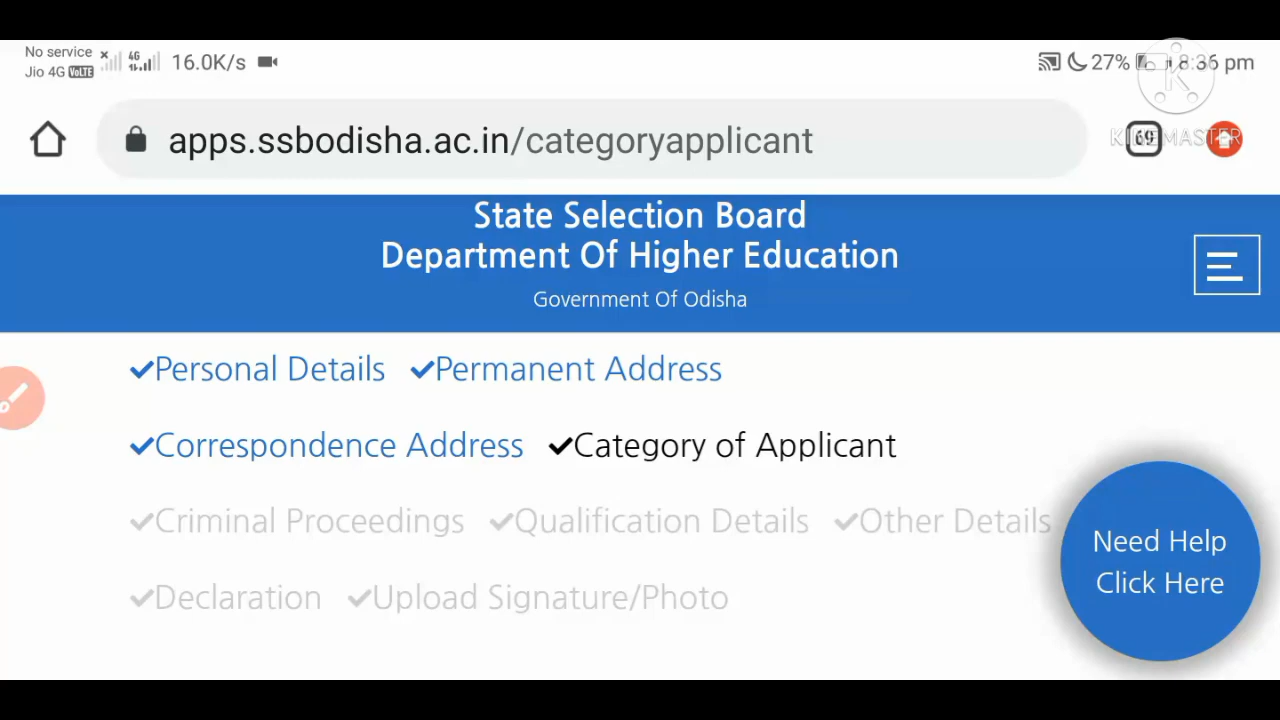 No service
Jio 4G VoLTE
4G
16.0K/s
27%
8:36 pm
K
KINEMASTER
apps.ssbodisha.ac.in/categoryapplicant
69
State Selection Board
Department Of Higher Education
Government Of Odisha
Personal Details Permanent Address
Correspondence Address Category of Applicant
Criminal Proceedings Qualification Details Other Details
Declaration Upload Signature/Photo
Need Help
Click Here